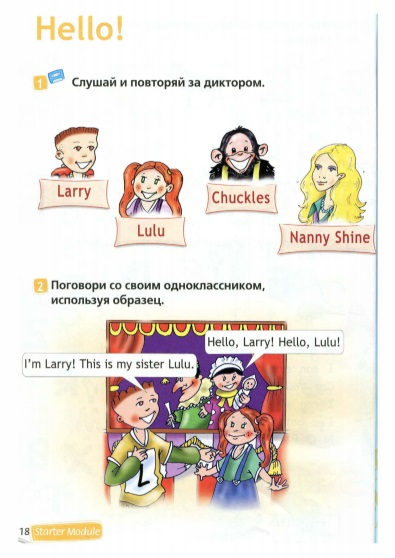 Hello!
1 Слушай и повторяй за диктором.
Larry
Lulu
Chuckles
Nanny Shine
2 Поговори со своим одноклассником,
используя образец.
Hello, Larry! Hello, Lulu!
I'm Larry! This is my sister Lulu.
L
18 Starter Module